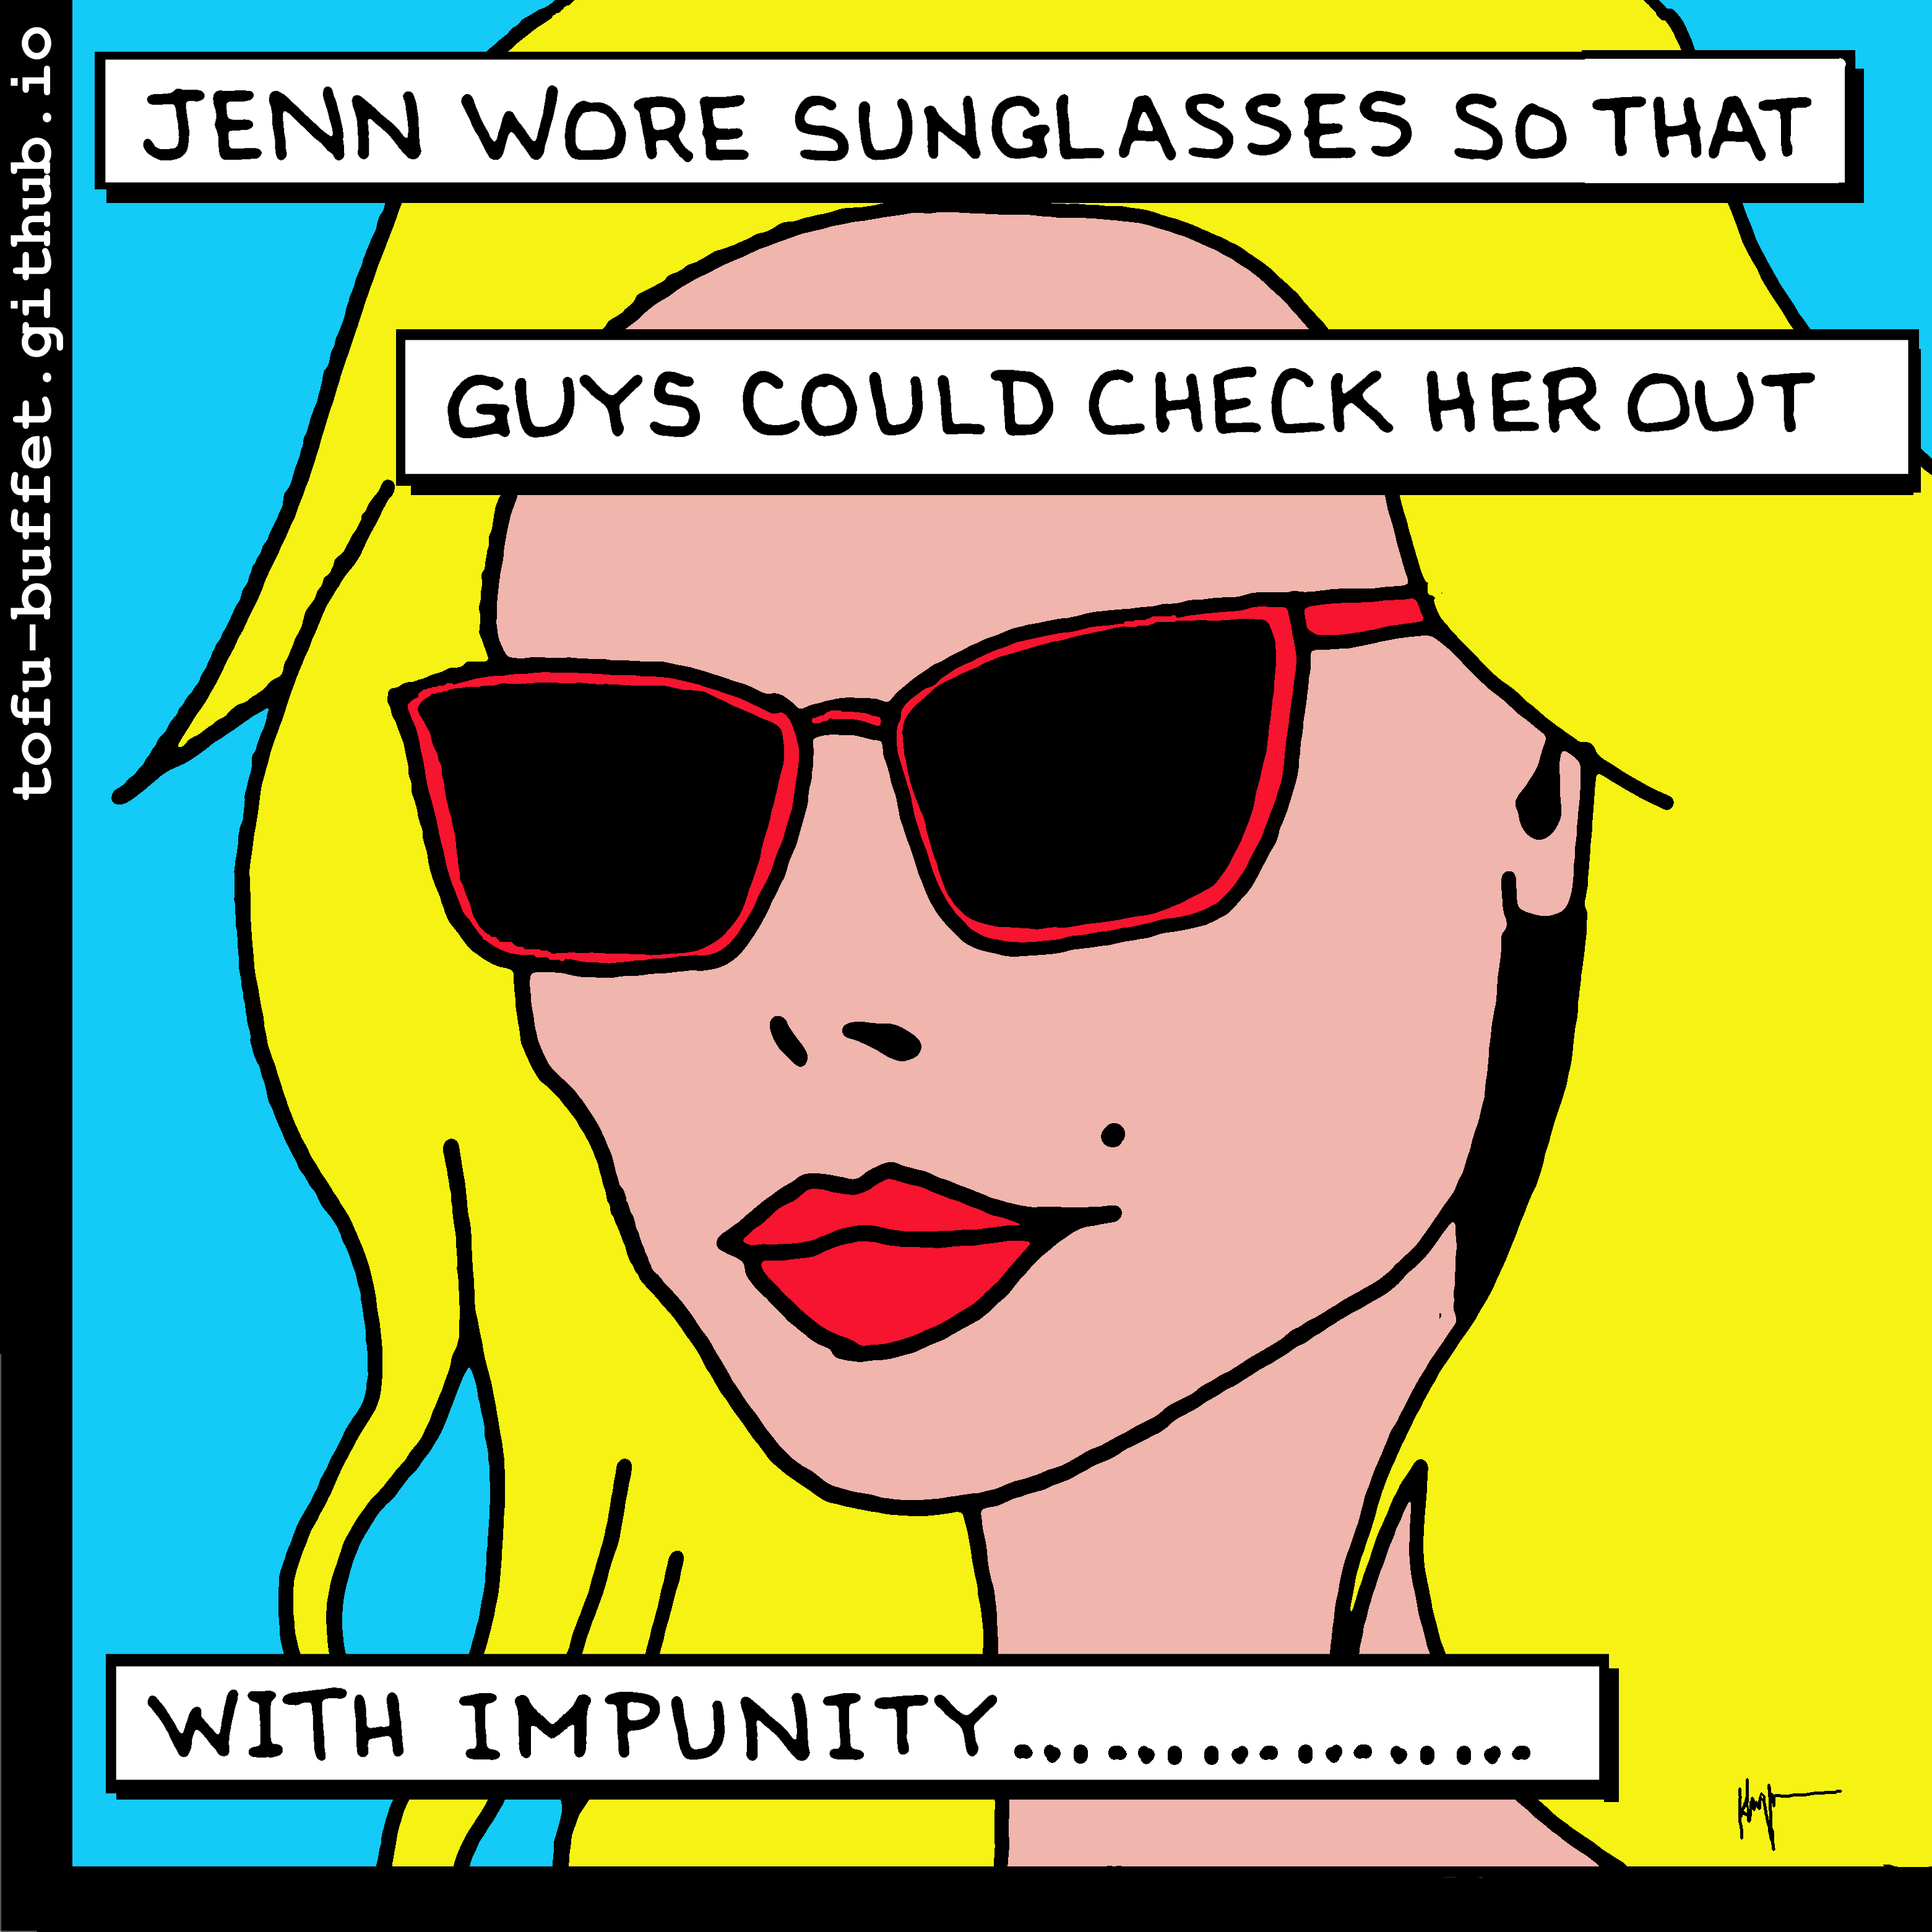 tofu-buffet.github.io
JENN WORE SUNGLASSES SO THAT
GUYS COULD CHECK HER OUT
WITH IMPUNITY.................